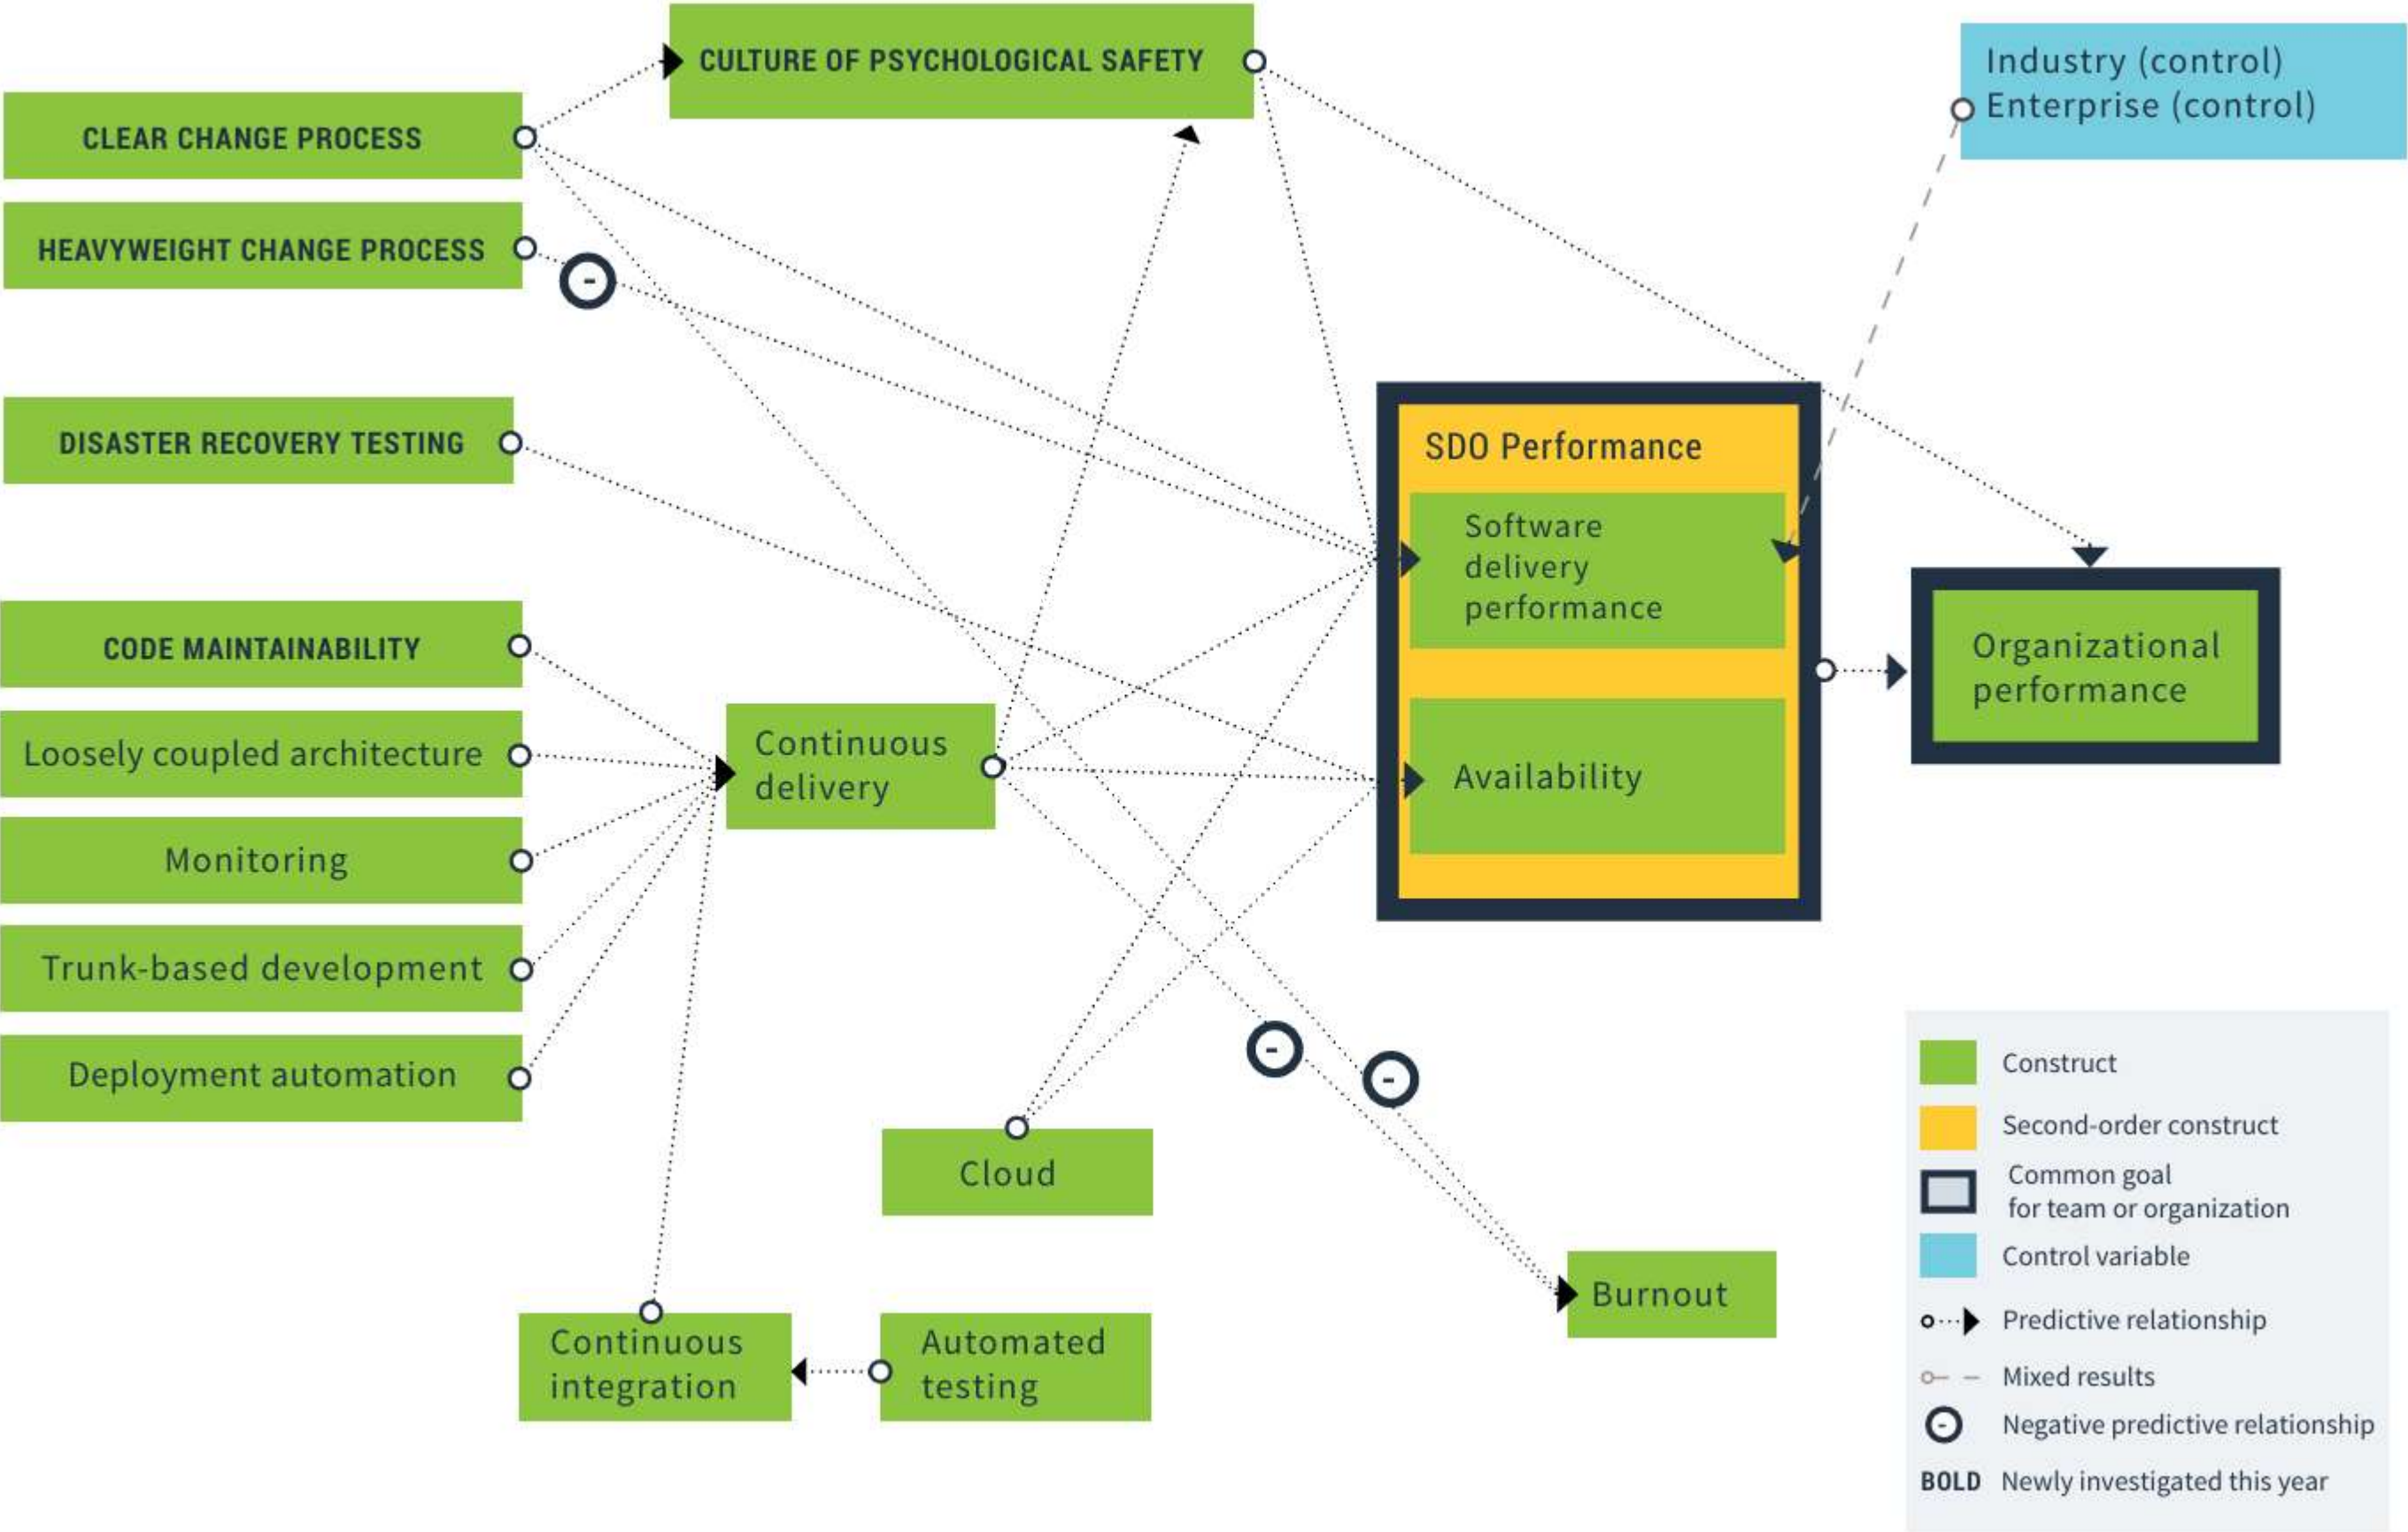 CULTURE OF PSYCHOLOGICAL SAFETY
Industry (control)
Enterprise (control)
CLEAR CHANGE PROCESS
HEAVYWEIGHT CHANGE PROCESS
-
DISASTER RECOVERY TESTING
SDO Performance
Software
delivery
performance
Availability
Organizational
performance
CODE MAINTAINABILITY
Loosely coupled architecture
Monitoring
Trunk-based development
Deployment automation
Continuous
delivery
-
-
Cloud
Burnout
Continuous
integration
Automated
testing
Construct
Second-order construct
Common goal
for team or organization
Control variable
Predictive relationship
Mixed results
- Negative predictive relationship
BOLD Newly investigated this year